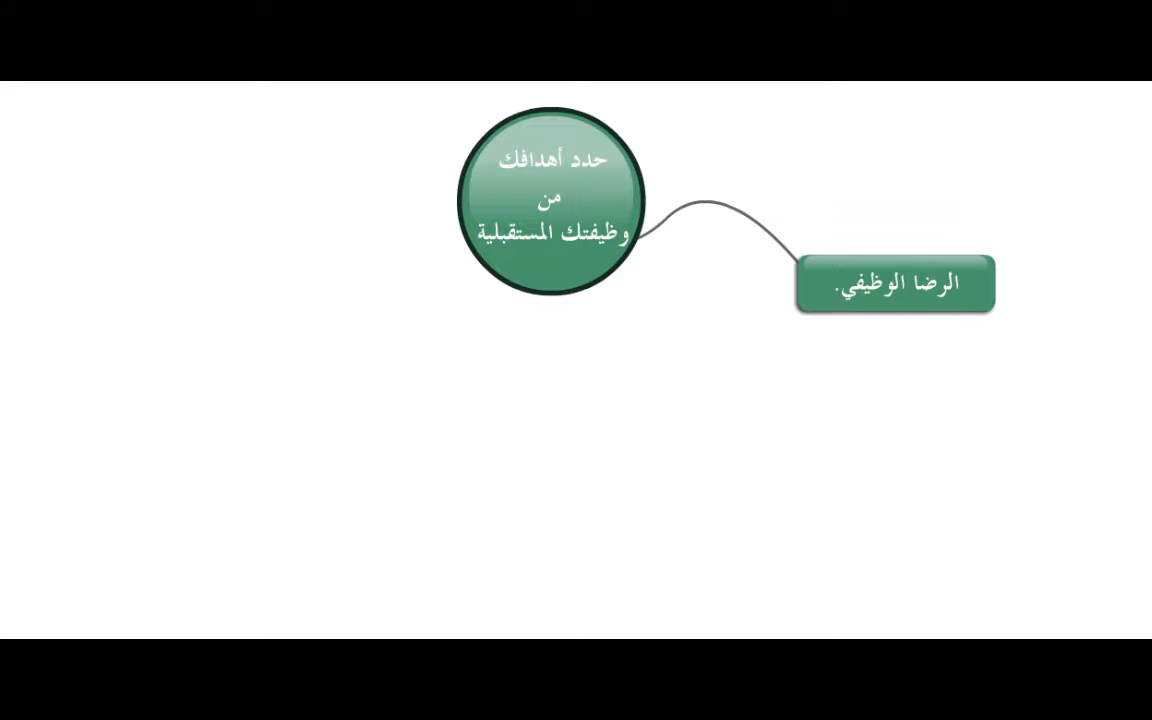 حدد أهدافك
من
وظيفتك المستقبلية
الرضا الوظيفي.